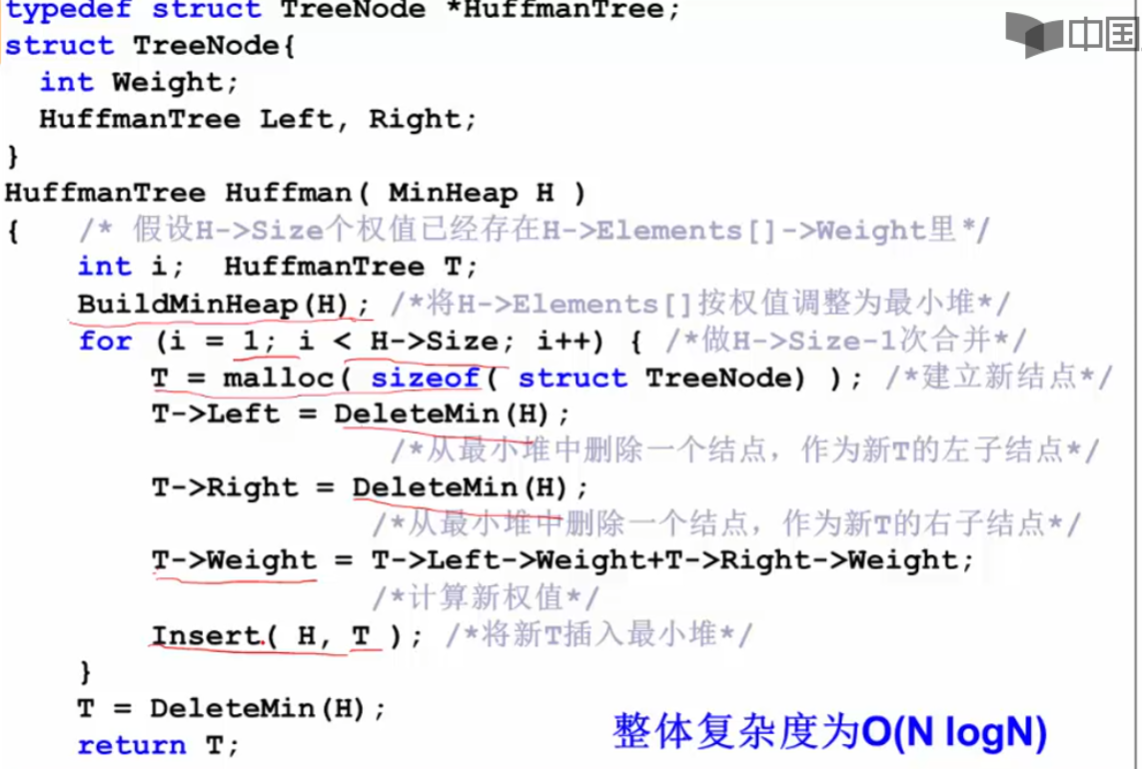 typedef struct TreeNode *HuffmanTree;
中国
struct TreeNode{
int Weight;
HuffmanTree Left, Right;
}
HuffmanTree Huffman( MinHeap H )
{ /* 假设H->Size个权值已经存在H->Elements[]->Weight里*/
int i; HuffmanTree T;
BuildMinHeap(H); /*将H->Elements[]按权值调整为最小堆*/
for (i = 1; i < H->Size; i++) { /*做H->Size-1次合并*/
T = malloc( sizeof( struct TreeNode) ); /*建立新结点*/
T->Left = DeleteMin(H);
/*从最小堆中删除一个结点，作为新T的左子结点*/
T->Right = DeleteMin(H);
/*从最小堆中删除一个结点，作为新T的右子结点*/
T->Weight = T->Left->Weight+T->Right->Weight;
/*计算新权值*/
Insert( H, T ); /*将新T插入最小堆*/
}
T = DeleteMin(H);
return T;
整体复杂度为O(N logN)